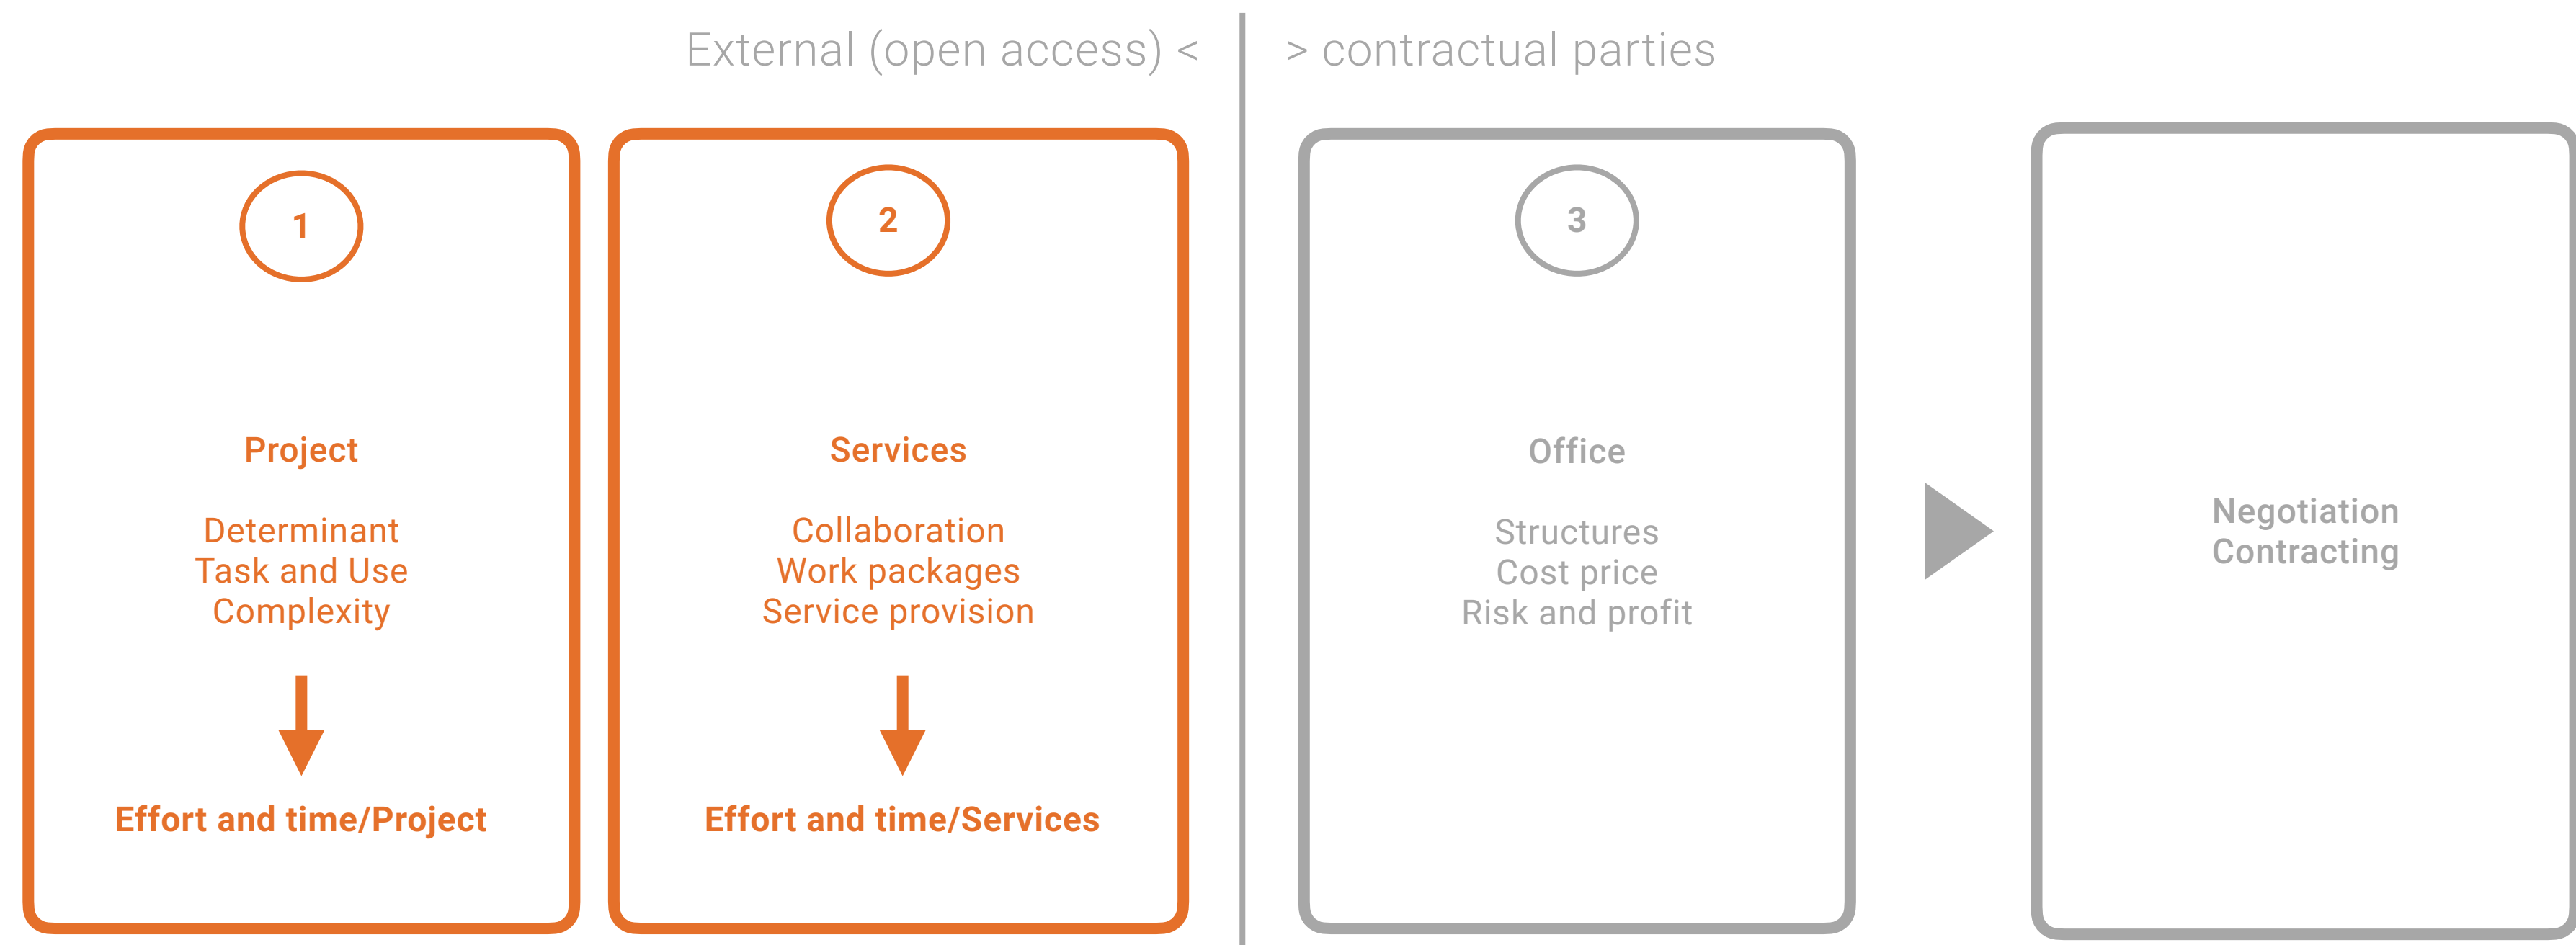 External (open access) <
> contractual parties
1
Project
Determinant
Task and Use
Complexity
Effort and time/Project
2
Services
Collaboration
Work packages
Service provision
Effort and time/Services
3
Office
Structures
Cost price
Risk and profit
Negotiation
Contracting